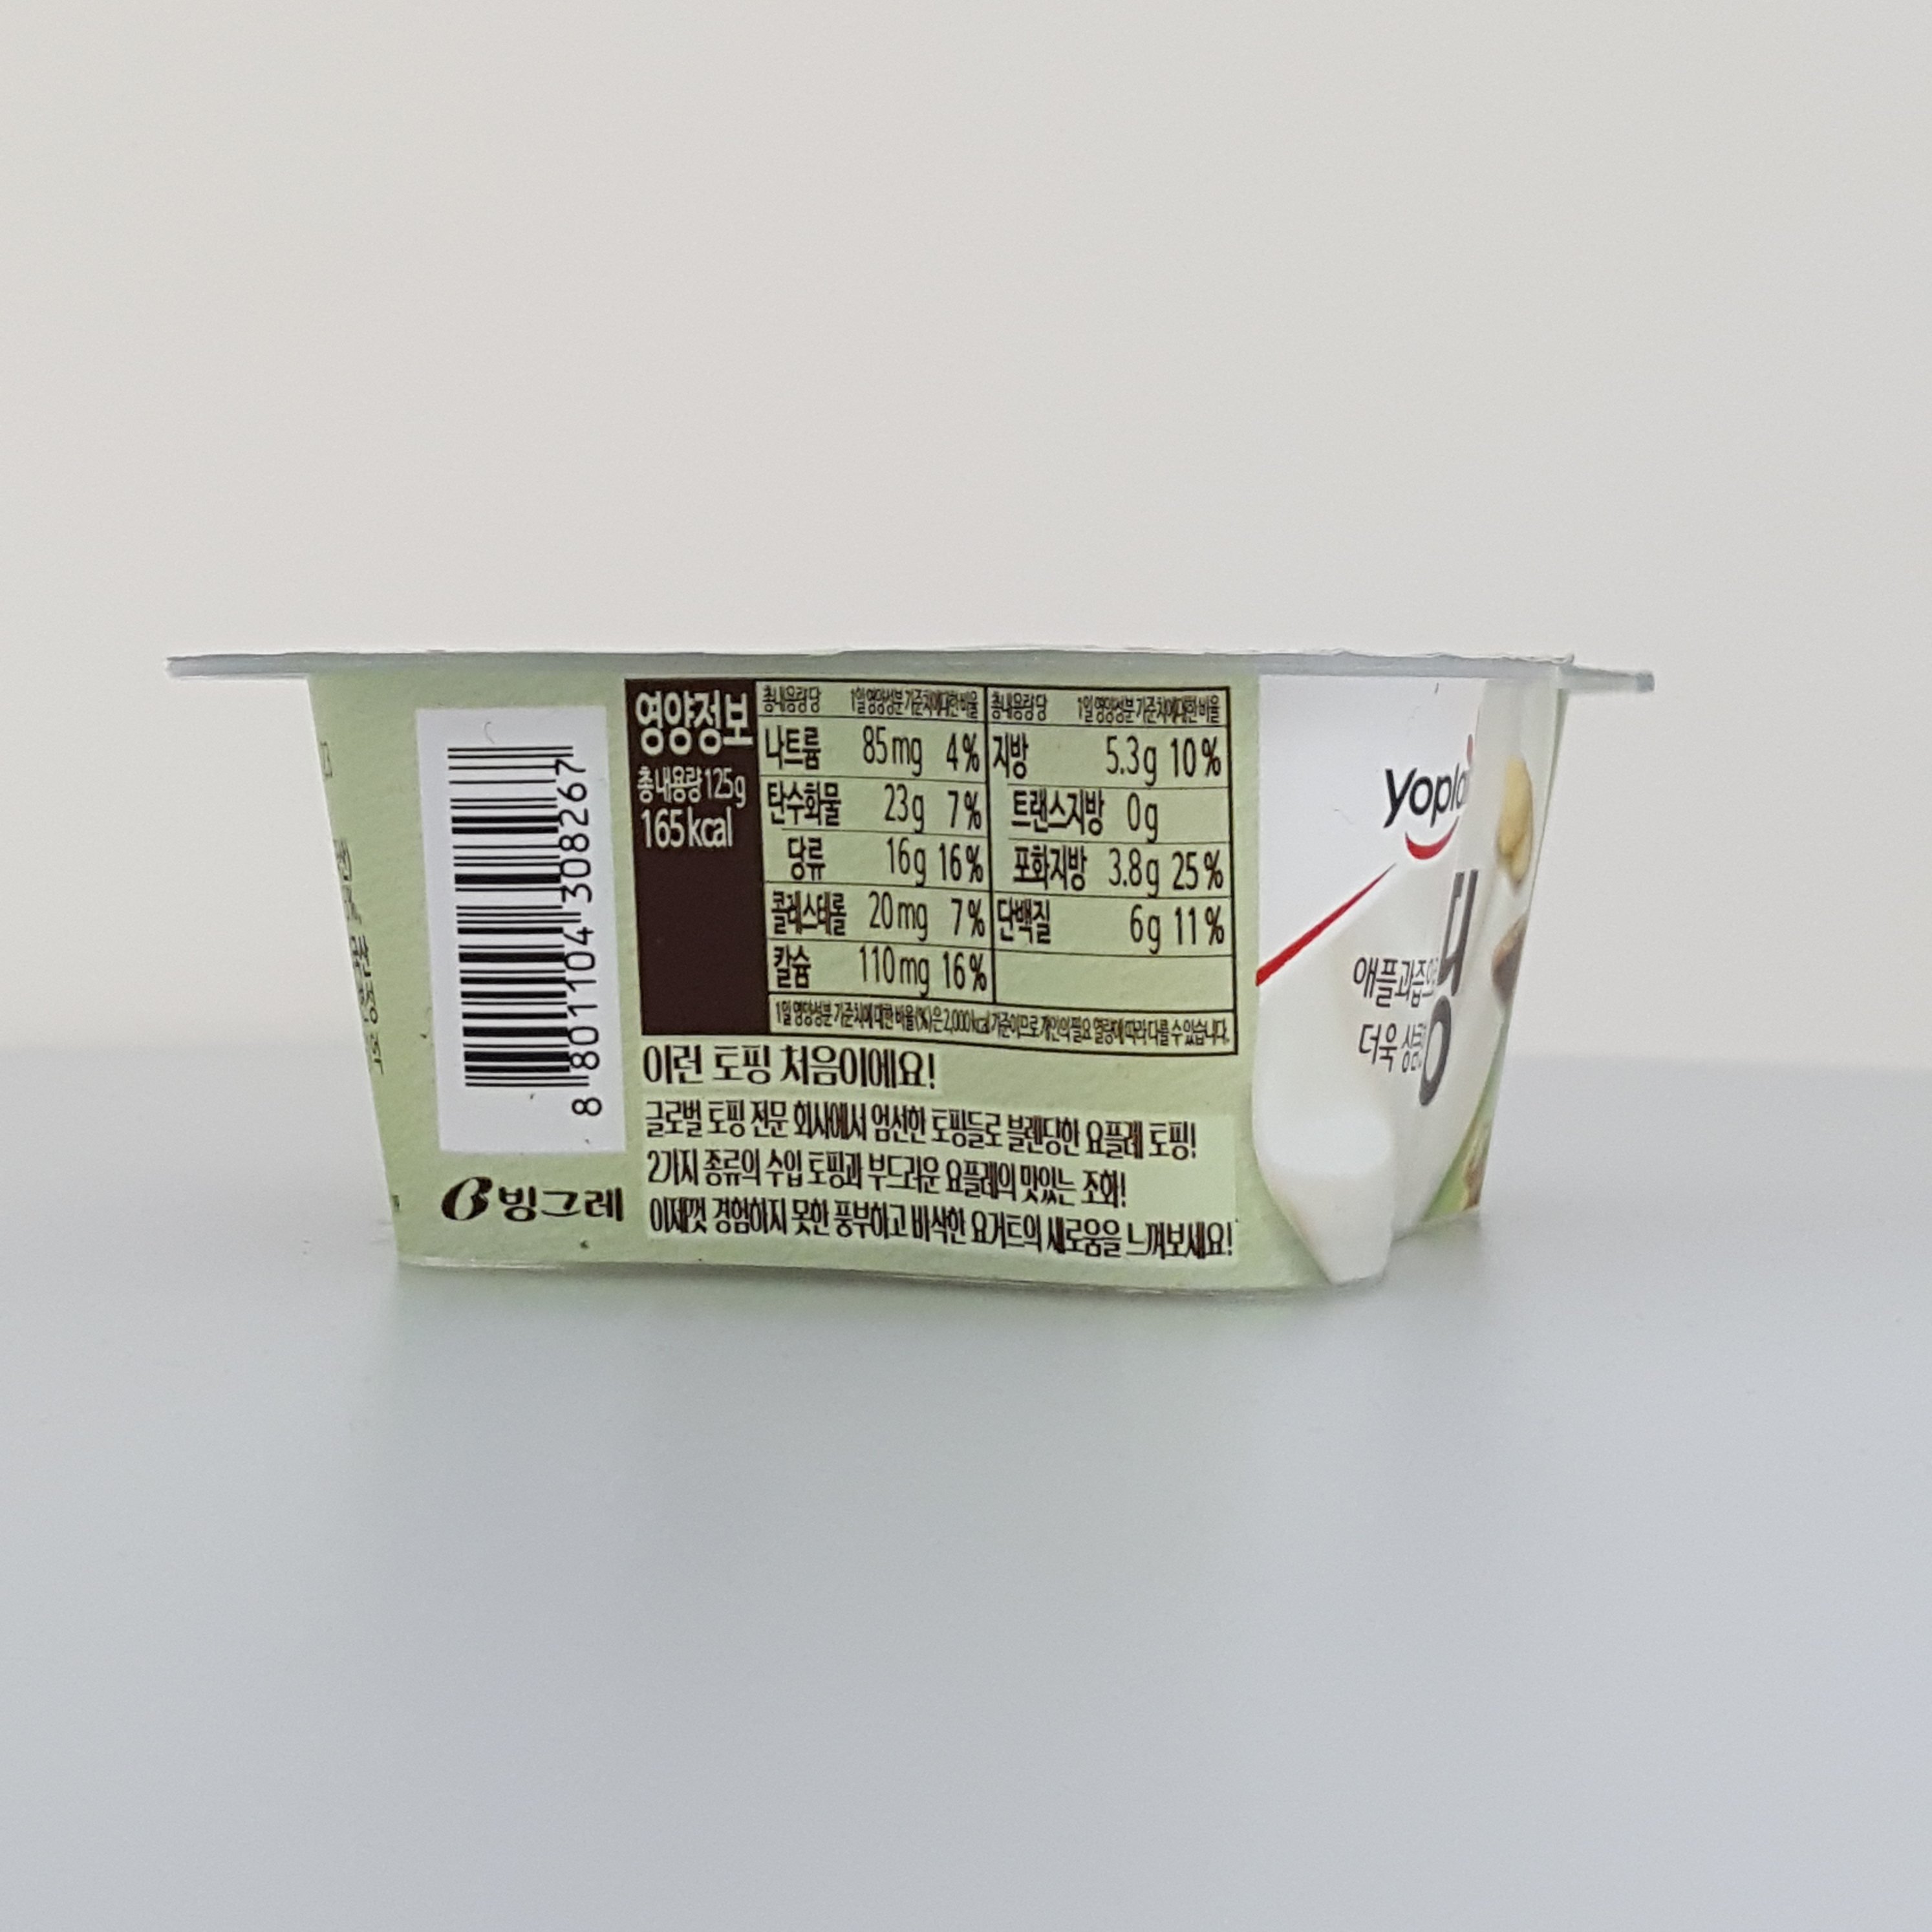 영양정보
총 내용량 125g
165 kcal
총 내용량당 1일 영양성분 기준치에 대한 비율
나트륨 85mg 4%
탄수화물 23g 7%
당류 16g 16%
콜레스테롤 20mg 7%
칼슘 110mg 16%
총 내용량당 1일 영양성분 기준치에 대한 비율
지방 5.3g 10%
트랜스지방 0g
포화지방 3.8g 25%
단백질 6g 11%
1일 영양성분 기준치에 대한 비율(%)은 2,000kcal 기준이므로 개인의 필요 열량에 따라 다를 수 있습니다.
이런 토핑 처음이에요!
글로벌 토핑 전문 회사에서 엄선한 토핑들로 블렌딩한 요플레 토핑!
2가지 종류의 수입 토핑과 부드러운 요플레의 맛있는 조화!
이제껏 경험하지 못한 풍부하고 바삭한 요거트의 새로움을 느껴보세요!
8 801104 308267
빙그레
애플과즙으
더욱